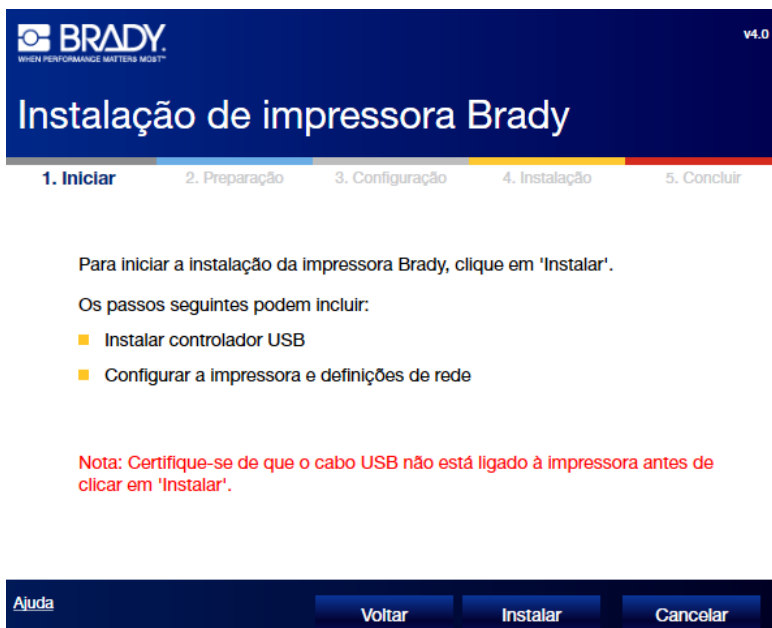 BRADY.
WHEN PERFORMANCE MATTERS MOST™
v4.0
Instalação de impressora Brady
1. Iniciar
2. Preparação
3. Configuração
4. Instalação
5. Concluir
Para iniciar a instalação da impressora Brady, clique em 'Instalar'.
Os passos seguintes podem incluir:
Instalar controlador USB
Configurar a impressora e definições de rede
Nota: Certifique-se de que o cabo USB não está ligado à impressora antes de
clicar em 'Instalar'.
Ajuda
Voltar
Instalar
Cancelar